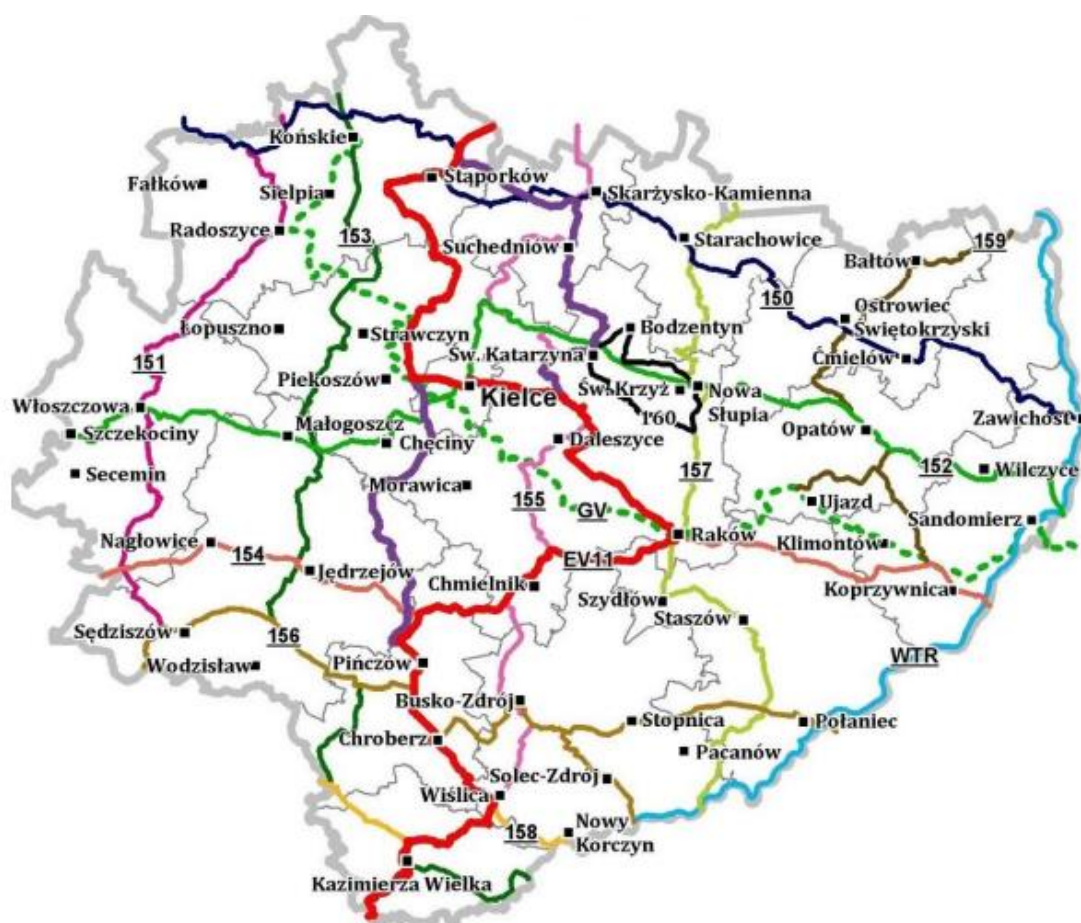 Końskie
Stąporków
Fałków
Sielpia
Skarżysko-Kamienna
Radoszyce
153
Suchedniów
Starachowice
159
Bałtów
150
Ostrowiec
Świętokrzyski
Łopuszno
Strawczyn
Bodzentyn
151
Św. Katarzyna
Ćmielów
Piekoszów
Kielce
Św.Krzyż
Nowa
Słupia
Włoszczowa
Małogoszcz
160
Zawichost
Szczekociny
Chęciny
Daleszyce
Opatów
152
Wilczyce
Secemin
Morawica
155
157
GV
Ujazd
Sandomierz
Nagłowice
154
Raków
Klimontów
EV11
Jędrzejów
Chmielnik
Koprzywnica
Szydłów
Staszów
Sędziszów
156
WTR
Wodzisław
Pińczów
Busko-Zdrój
Stopnica
Połaniec
Chroberz
Pacanów
Solec-Zdrój
Wiślica
158
Nowy
Korczyn
Kazimierza Wielka